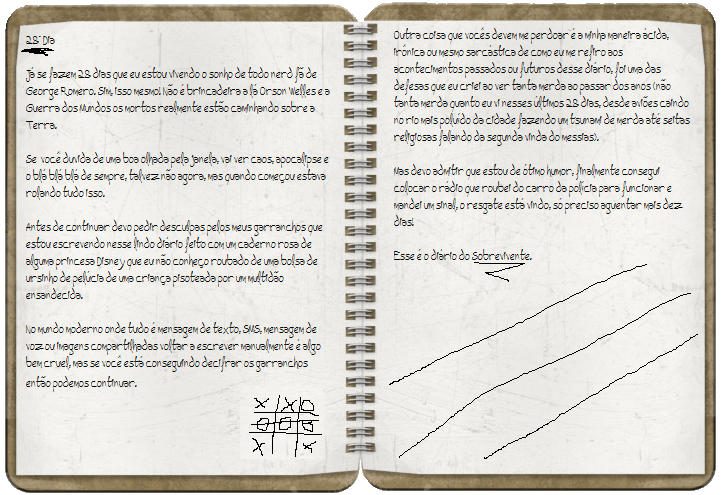 28° Dia
Já se fazem 28 dias que eu estou vivendo o sonho de todo nerd fã de
George Romero. Sim, isso mesmo! Não é brincadeira a lá Orson Welles e a
Guerra dos Mundos os mortos realmente estão caminhando sobre a
Terra.
Se você duvida de uma boa olhada pela janela, vai ver caos, apocalipse e
o blá blá blá de sempre, talvez não agora, mas quando começou estava
rolando tudo isso.
Antes de continuar devo pedir desculpas pelos meus garranchos que
estou escrevendo nesse lindo diário feito com um caderno rosa de
alguma princesa Disney que eu não conheço roubado de uma bolsa de
ursinho de pelúcia de uma criança pisoteada por um multidão
ensandecida.
No mundo moderno onde tudo é mensagem de texto, SMS, mensagem de
voz ou imagens compartilhadas voltar a escrever manualmente é algo
bem cruel, mas se você está conseguindo decifrar os garranchos
então podemos continuar.
X X O
O O O
X X
Outra coisa que vocês devem me perdoar é a minha maneira ácida,
irônica ou mesmo sarcástica de como eu me refiro aos
acontecimentos passados ou futuros desse diário, foi uma das
defesas que eu criei ao ver tanta merda ao passar dos anos (não
tanta merda quanto eu vi nesses últimos 28 dias, desde aviões caindo
no rio mais poluído da cidade fazendo um tsunami de merda até seitas
religiosas falando da segunda vinda do messias).
Mas devo admitir que estou de ótimo humor, finalmente consegui
colocar o rádio que roubei do carro da polícia para funcionar e
mandei um sinal, o resgate está vindo, só preciso aguentar mais dez
dias!
Esse é o diário do Sobrevivente.